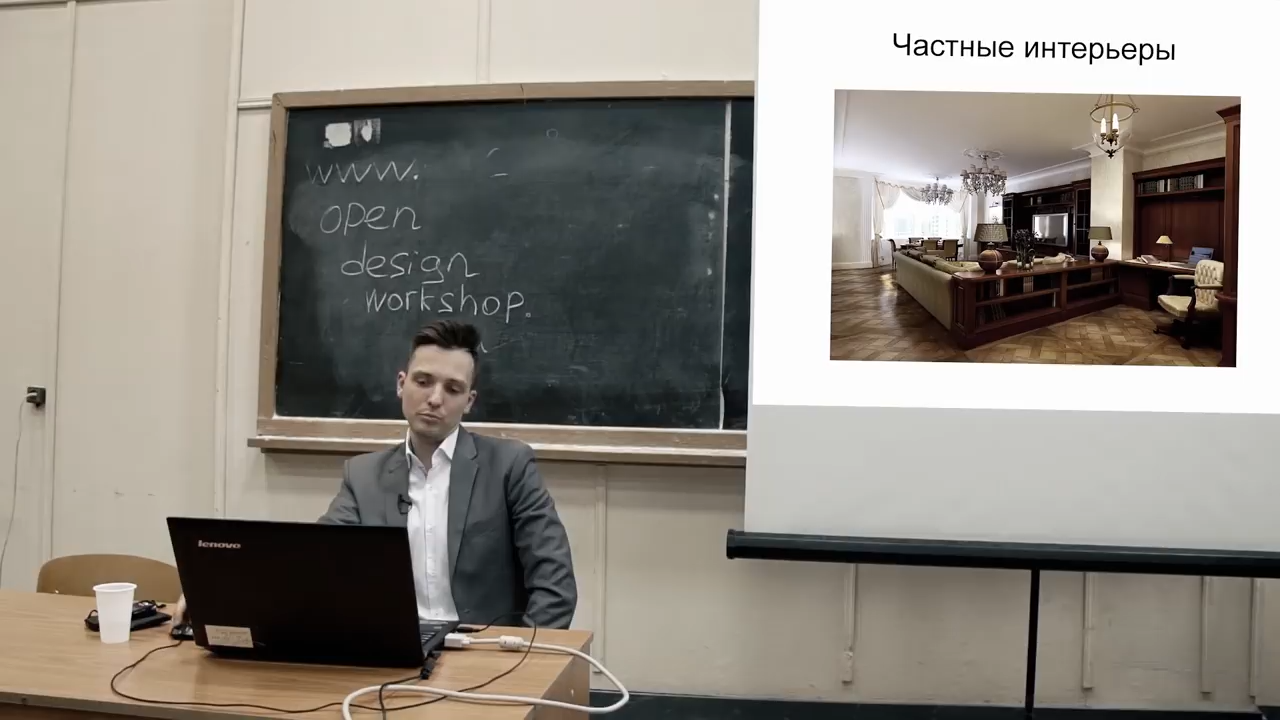 www.
open
design
workshop.
Частные интерьеры
lenovo